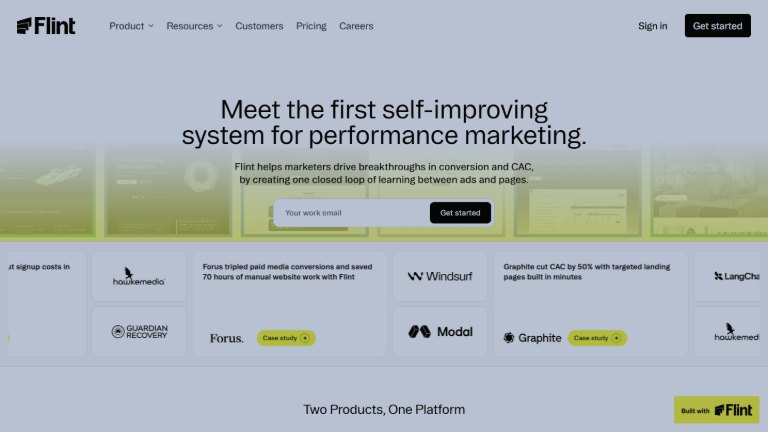 Flint
Product
Resources
Customers
Pricing
Careers
Sign in
Get started
Meet the first self-improving
system for performance marketing.
Flint helps marketers drive breakthroughs in conversion and CAC,
by creating one closed loop of learning between ads and pages.
Your work email
Get started
ut signup costs in
hawkemedia
GUARDIAN
RECOVERY
Forus tripled paid media conversions and saved
70 hours of manual website work with Flint
Forus.
Case study
Windsurf
Modal
Graphite cut CAC by 50% with targeted landing
pages built in minutes
Graphite
Case study
LangCha
hawkemedi
Two Products, One Platform
Built with
Flint